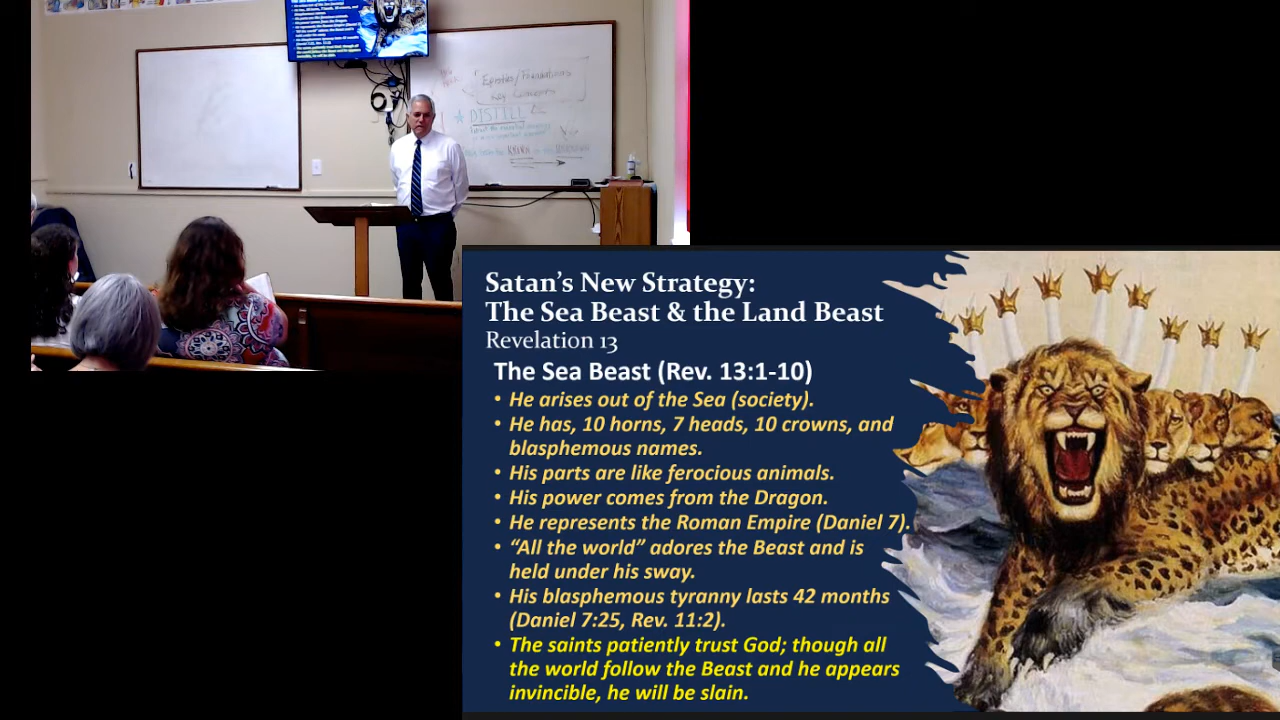 Epistles/Foundations
Key
DISTILL
KNOWN
Satan's New Strategy:
The Sea Beast & the Land Beast
Revelation 13
The Sea Beast (Rev. 13:1-10)
• He arises out of the Sea (society).
• He has, 10 horns, 7 heads, 10 crowns, and
blasphemous names.
• His parts are like ferocious animals.
• His power comes from the Dragon.
• He represents the Roman Empire (Daniel 7).
• “All the world” adores the Beast and is
held under his sway.
• His blasphemous tyranny lasts 42 months
(Daniel 7:25, Rev. 11:2).
• The saints patiently trust God; though all
the world follow the Beast and he appears
invincible, he will be slain.